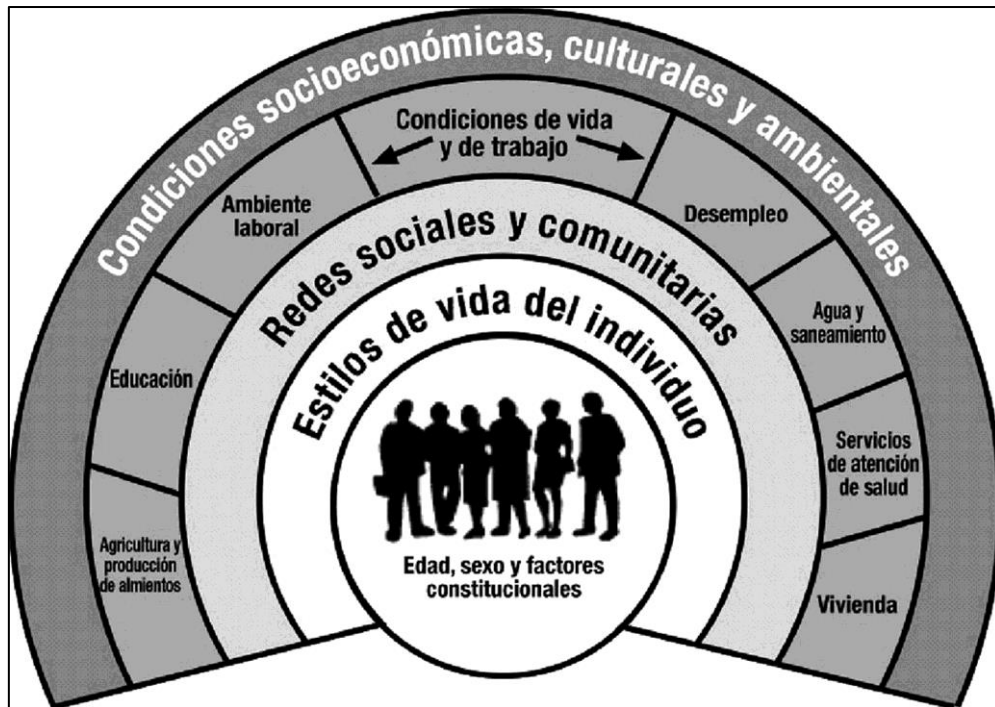 Condiciones socioeconómicas, culturales y ambientales
Condiciones de vida
y de trabajo
Ambiente
laboral
Desempleo
Educación
Agua y
saneamiento
Agricultura y
producción
de almientos
Servicios
de atención
de salud
Vivienda
Redes sociales y comunitarias
Estilos de vida del individuo
Edad, sexo y factores
constitucionales